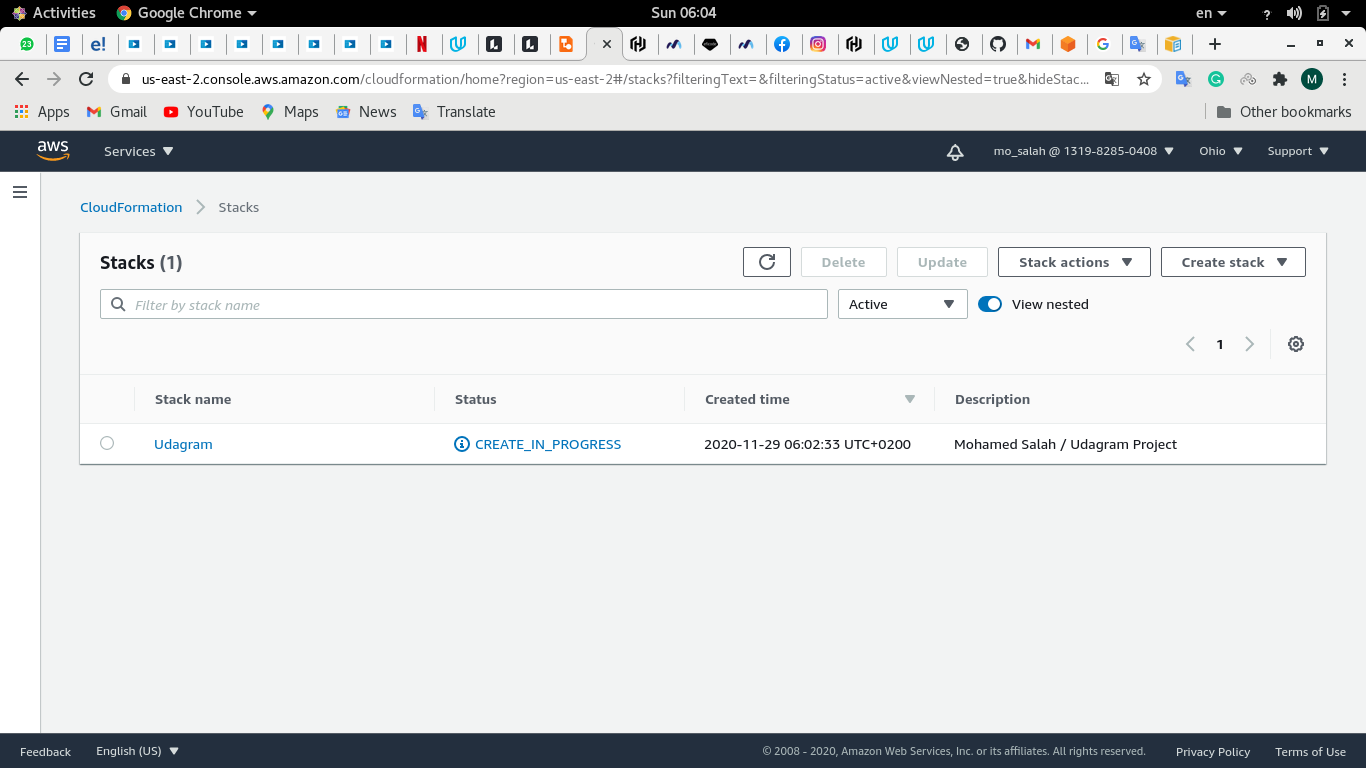 Activities Google Chrome Sun 06:04 en ?
23 e! N G
us-east-2.console.aws.amazon.com/cloudformation/home?region=us-east-2#/stacks?filteringText=&filteringStatus=active&viewNested=true&hideStac... M
Apps Gmail YouTube Maps News Translate Other bookmarks
aws Services mo_salah @ 1319-8285-0408 Ohio Support
CloudFormation Stacks
Stacks (1) Delete Update Stack actions Create stack
Filter by stack name Active View nested
1
Stack name Status Created time Description
Udagram CREATE_IN_PROGRESS 2020-11-29 06:02:33 UTC+0200 Mohamed Salah / Udagram Project
Feedback English (US) © 2008 - 2020, Amazon Web Services, Inc. or its affiliates. All rights reserved. Privacy Policy Terms of Use